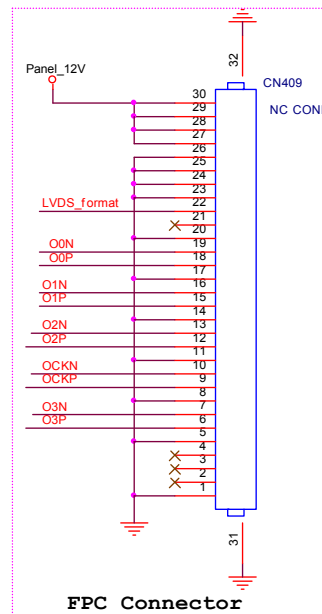 32
Panel_12V
CN409
30
NC CON
29
28
27
26
25
24
23
LVDS_format
22
21
20
O0N
19
O0P
18
17
O1N
16
O1P
15
14
O2N
13
O2P
12
11
OCKN
10
OCKP
9
8
O3N
7
O3P
6
5
4
3
2
1
31
FPC Connector